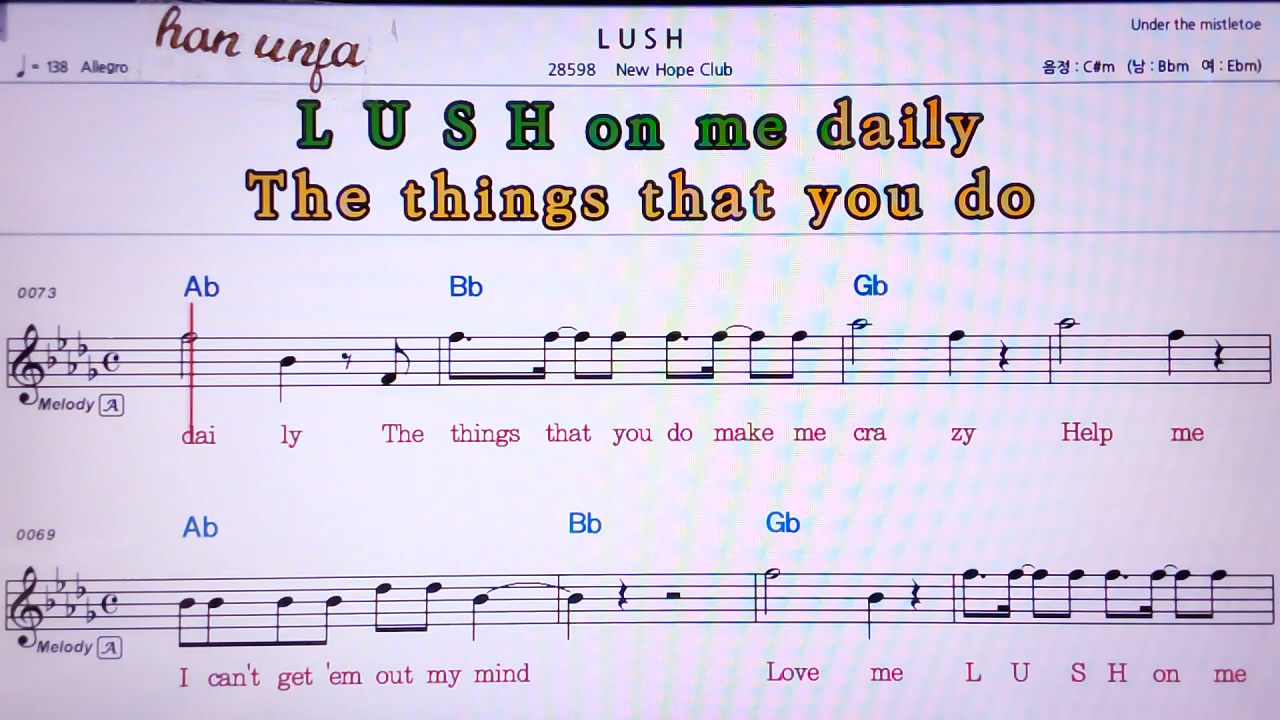 han unja
LUSH
Under the mistletoe
♩ = 138 Allegro
28598 New Hope Club
음정 : C#m (남 : Bbm 여 : Ebm)
L U S H on me daily
The things that you do
0073
Ab Bb Gb
Melody A
dai ly The things that you do make me cra zy Help me
0069
Ab Bb Gb
Melody A
I can't get 'em out my mind Love me L U S H on me